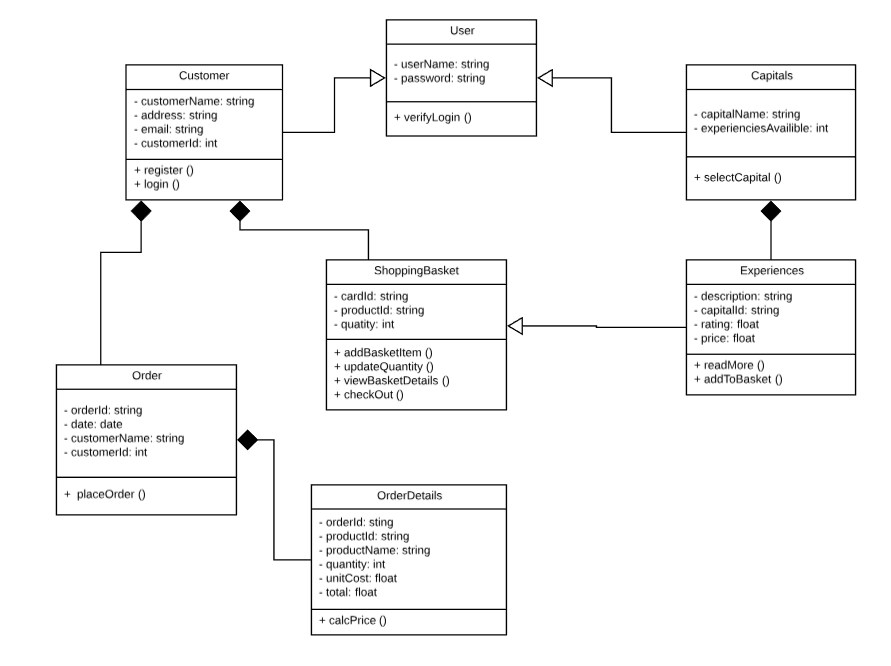 User
- userName: string
- password: string
+ verifyLogin ()
Customer
- customerName: string
- address: string
- email: string
- customerId: int
+ register ()
+ login ()
Capitals
- capitalName: string
- experienciesAvailible: int
+ selectCapital ()
ShoppingBasket
- cardId: string
- productId: string
- quatity: int
+ addBasketItem ()
+ updateQuantity ()
+ viewBasketDetails ()
+ checkOut ()
Experiences
- description: string
- capitalId: string
- rating: float
- price: float
+ readMore ()
+ addToBasket ()
Order
- orderId: string
- date: date
- customerName: string
- customerId: int
+ placeOrder ()
OrderDetails
- orderId: sting
- productId: string
- productName: string
- quantity: int
- unitCost: float
- total: float
+ calcPrice ()